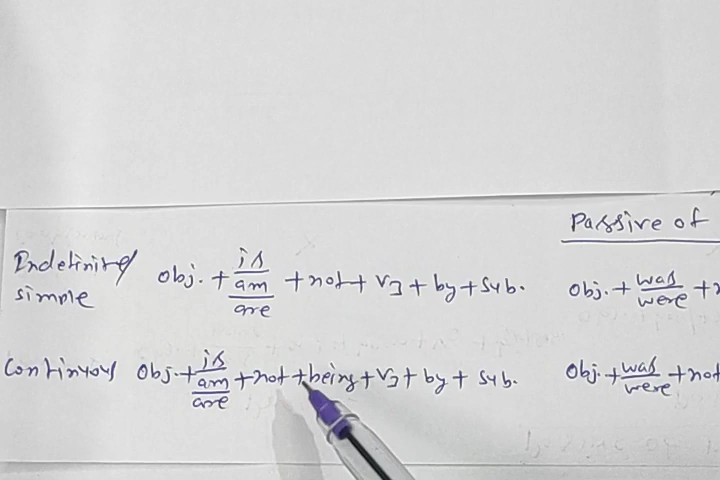 Passive of
Indefinite/ Obj. + is/am/are + not + V3 + by + Sub. Obj. + was/were +
simple
Continuous Obj. + is/am/are + not + being + V3 + by + Sub. Obj. + was/were + not